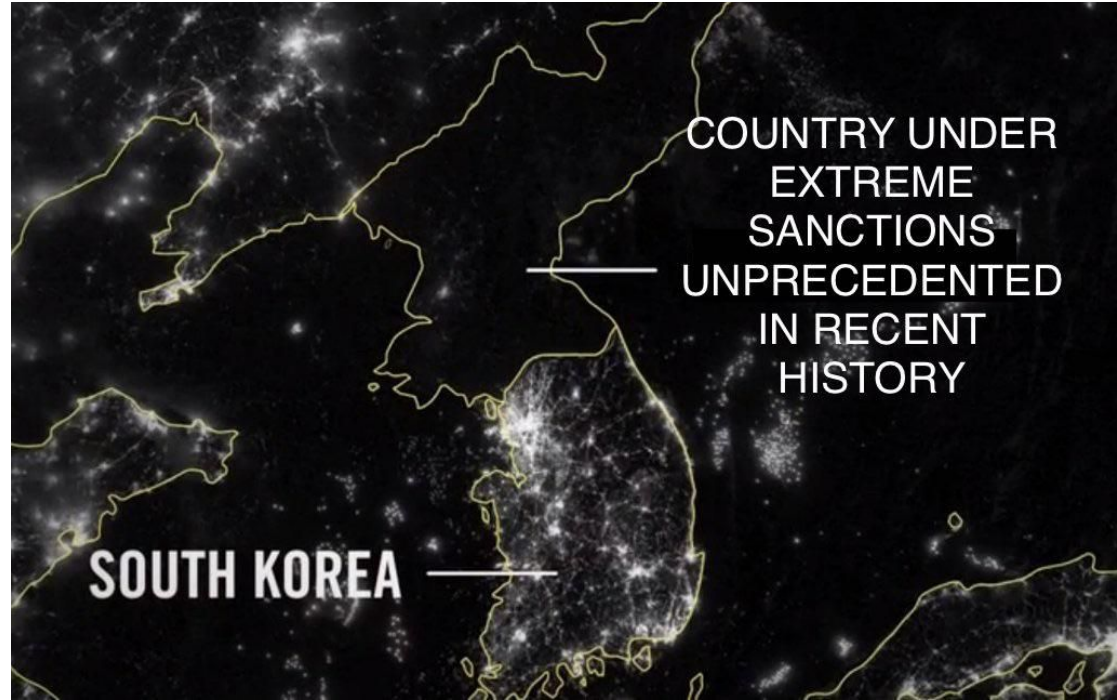 COUNTRY UNDER
EXTREME
SANCTIONS
UNPRECEDENTED
IN RECENT
HISTORY
SOUTH KOREA